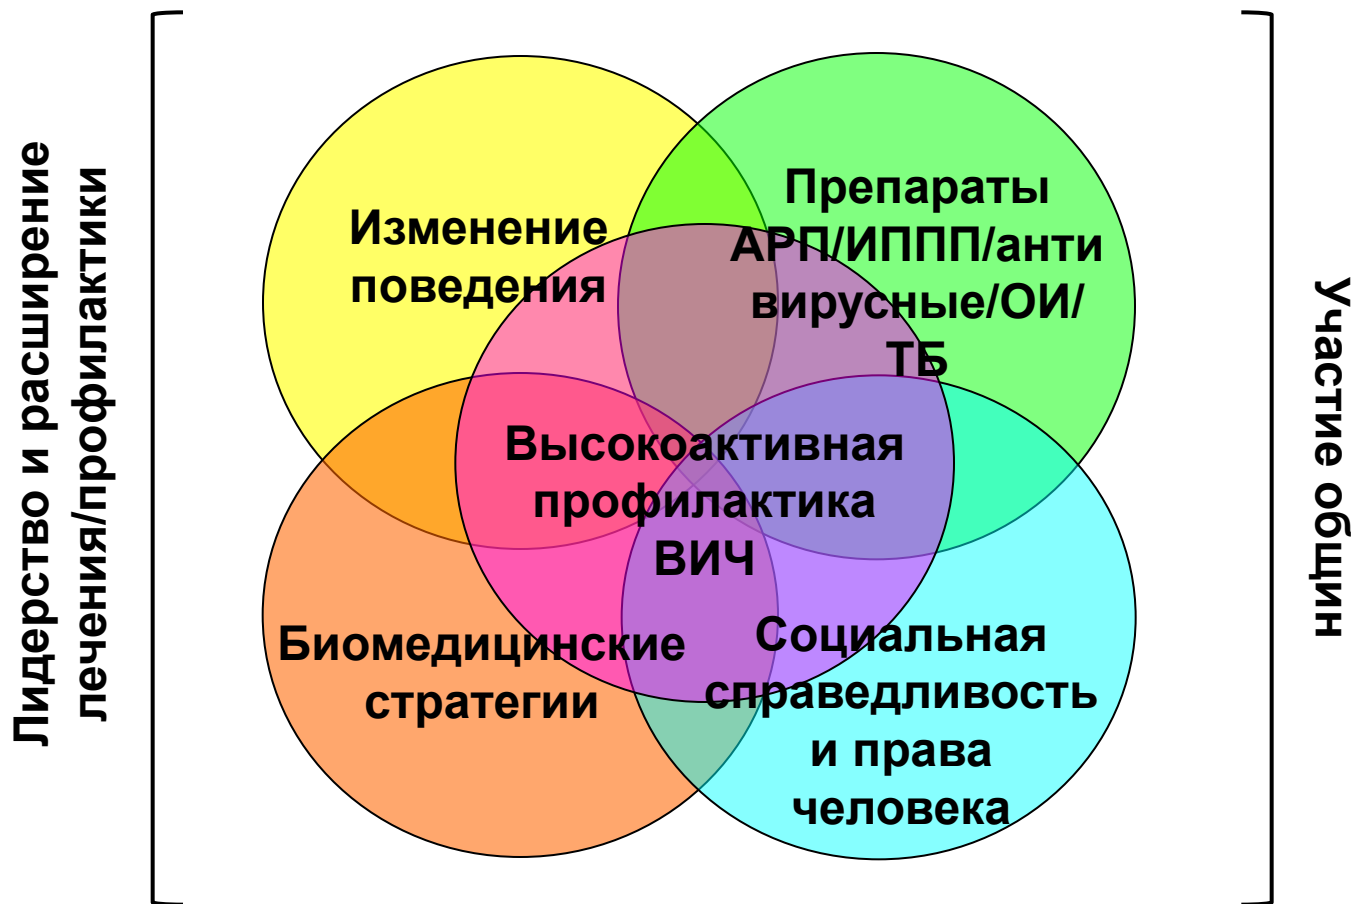 Лидерство и расширение
лечения/профилактики
Изменение
поведения
Препараты
АРП/ИППП/анти
вирусные/ОИ/
ТБ
Высокоактивная
профилактика
ВИЧ
Биомедицинские
стратегии
Социальная
справедливость
и права
человека
Участие общин